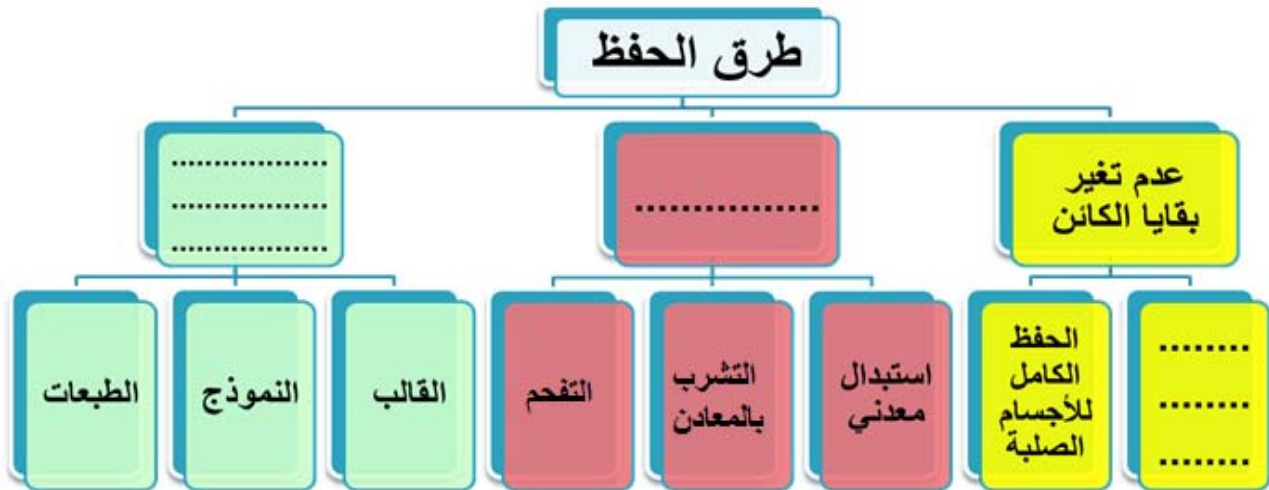 طرق الحفظ
عدم تغير
بقايا الكائن
................
.................
.................
.................
........
........
........
الحفظ
الكامل
للأجسام
الصلبة
استبدال
معدني
التشرب
بالمعادن
التفحم
القالب
النموذج
الطبعات